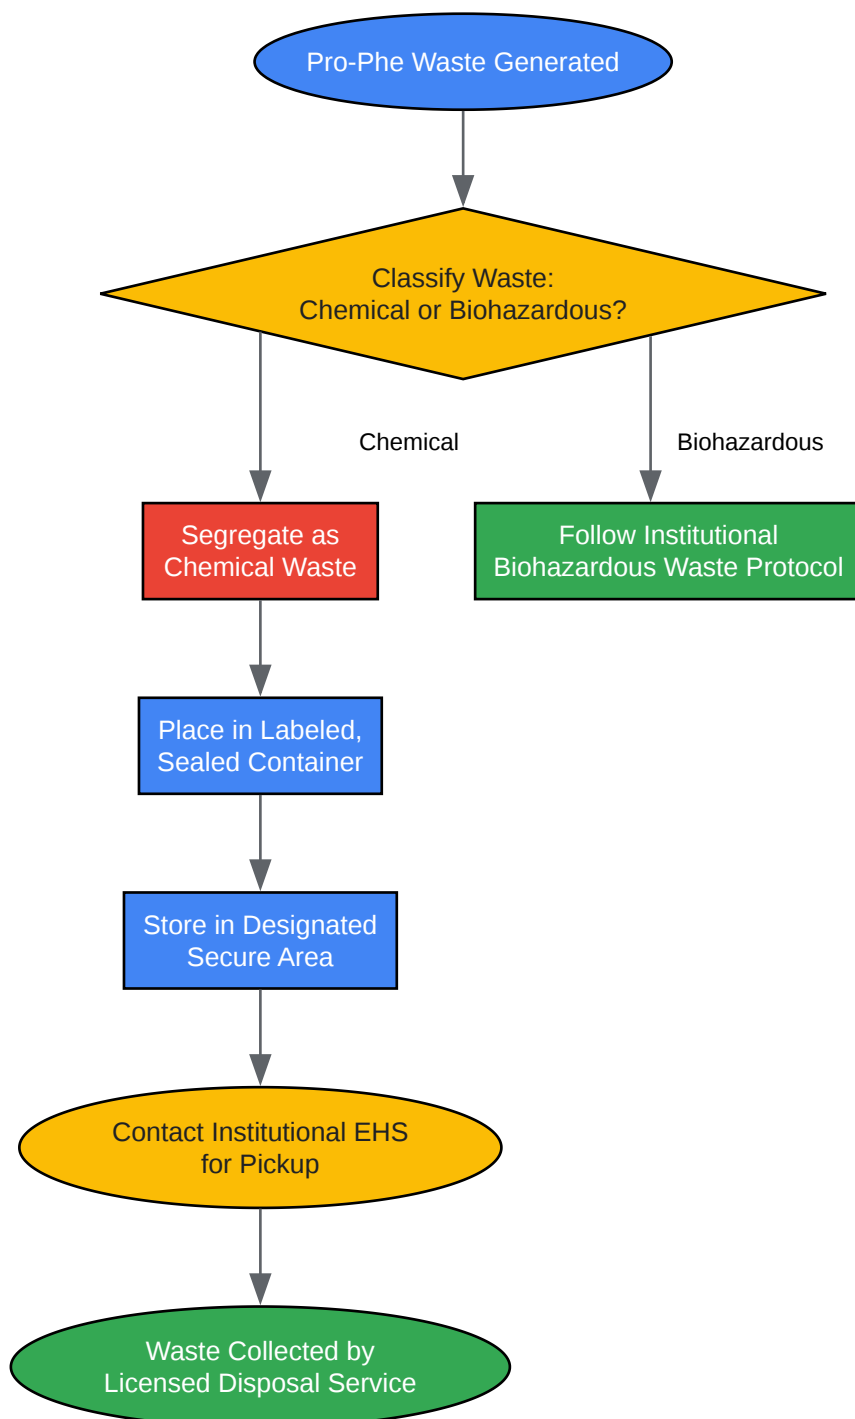 Pro-Phe Waste Generated
Classify Waste:
Chemical or Biohazardous?
Chemical
Biohazardous
Segregate as
Chemical Waste
Follow Institutional
Biohazardous Waste Protocol
Place in Labeled,
Sealed Container
Store in Designated
Secure Area
Contact Institutional EHS
for Pickup
Waste Collected by
Licensed Disposal Service